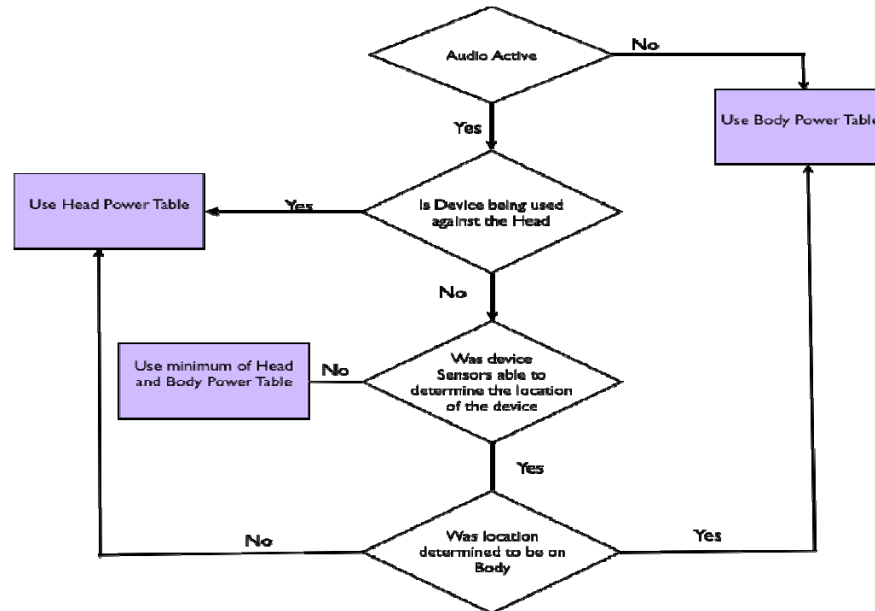 Audio Active
No
Use Body Power Table
Yes
Use Head Power Table
Yes
Is Device being used
against the Head
No
Use minimum of Head
and Body Power Table
No
Was device
Sensors able to
determine the location
of the device
Yes
No
Was location
determined to be on
Body
Yes